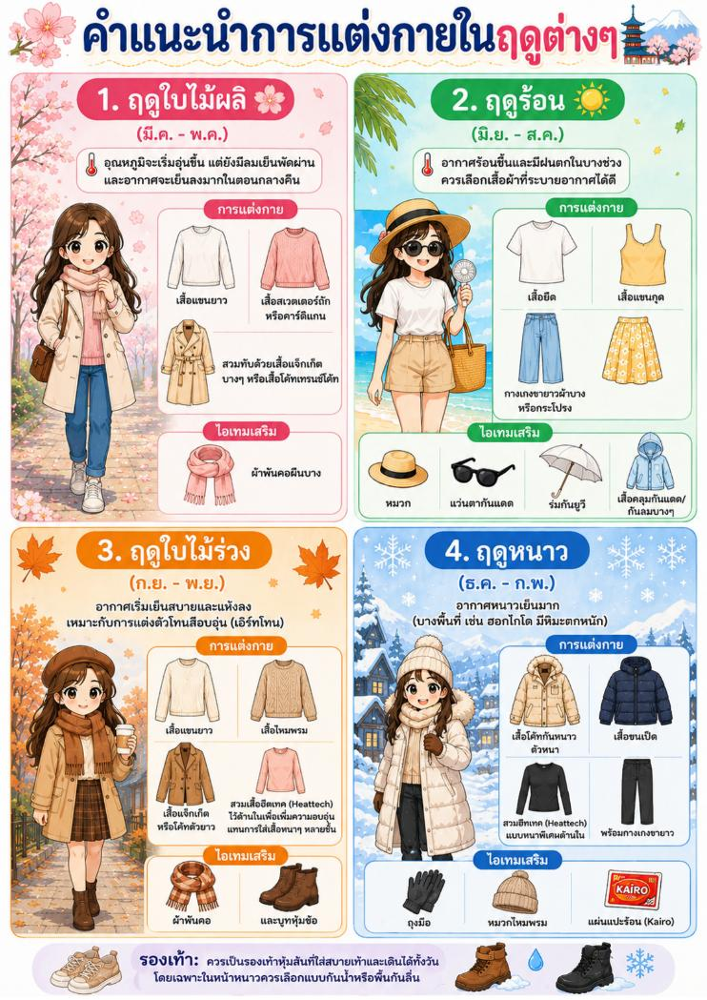 คำแนะนำการแต่งกายในฤดูต่างๆ
1. ฤดูใบไม้ผลิ
(มี.ค. - พ.ค.)
อุณหภูมิจะเริ่มอุ่นขึ้น แต่ยังมีลมเย็นพัดผ่าน
และอากาศจะเย็นลงมากในตอนกลางคืน
การแต่งกาย
เสื้อแขนยาว
เสื้อสเวตเตอร์ถัก
หรือคาร์ดิแกน
สวมทับด้วยเสื้อแจ็กเก็ต
บางๆ หรือเสื้อโค้ทเทรนช์โค้ท
ไอเทมเสริม
ผ้าพันคอผืนบาง
2. ฤดูร้อน
(มิ.ย. - ส.ค.)
อากาศร้อนชื้นและมีฝนตกในบางช่วง
ควรเลือกเสื้อผ้าที่ระบายอากาศได้ดี
การแต่งกาย
เสื้อยืด
เสื้อแขนกุด
กางเกงขายาวผ้าบาง
หรือกระโปรง
ไอเทมเสริม
หมวก
แว่นตากันแดด
ร่มกันยูวี
เสื้อคลุมกันแดด/
กันลมบางๆ
3. ฤดูใบไม้ร่วง
(ก.ย. - พ.ย.)
อากาศเริ่มเย็นสบายและแห้งลง
เหมาะกับการแต่งตัวโทนสีอบอุ่น (เอิร์ทโทน)
การแต่งกาย
เสื้อแขนยาว
เสื้อไหมพรม
เสื้อแจ็กเก็ต
หรือโค้ทตัวยาว
สวมเสื้อฮีตเทค (Heattech)
ไว้ด้านในเพื่อเพิ่มความอบอุ่น
แทนการใส่เสื้อหนาๆ หลายชั้น
ไอเทมเสริม
ผ้าพันคอ
และบูทหุ้มข้อ
4. ฤดูหนาว
(ธ.ค. - ก.พ.)
อากาศหนาวเย็นมาก
(บางพื้นที่ เช่น ฮอกไกโด มีหิมะตกหนัก)
การแต่งกาย
เสื้อโค้ทกันหนาว
ตัวหนา
เสื้อขนเป็ด
สวมฮีทเทค (Heattech)
แบบหนาพิเศษด้านใน
พร้อมกางเกงขายาว
ไอเทมเสริม
ถุงมือ
หมวกไหมพรม
KAIRO
แผ่นแปะร้อน (Kairo)
รองเท้า: ควรเป็นรองเท้าหุ้มส้นที่ใส่สบายเท้าและเดินได้ทั้งวัน
โดยเฉพาะในหน้าหนาวควรเลือกแบบกันน้ำหรือพื้นกันลื่น